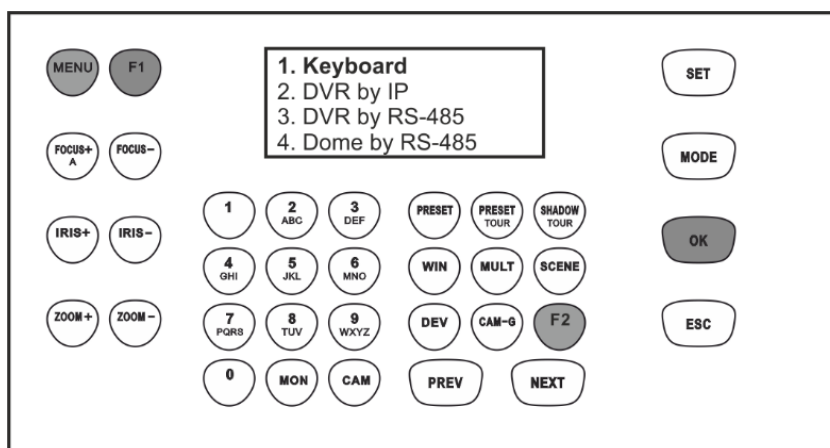 MENU
F1
1. Keyboard
2. DVR by IP
3. DVR by RS-485
4. Dome by RS-485
SET
FOCUS+
A
FOCUS-
MODE
1
2
ABC
3
DEF
PRESET
PRESET
TOUR
SHADOW
TOUR
IRIS+
IRIS-
OK
4
GHI
5
JKL
6
MNO
WIN
MULT
SCENE
ZOOM+
ZOOM-
7
PQRS
8
TUV
9
WXYZ
DEV
CAM-G
F2
ESC
0
MON
CAM
PREV
NEXT